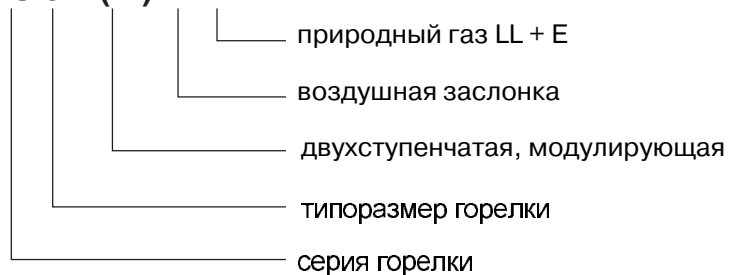 природный газ LL + E
воздушная заслонка
двухступенчатая, модулирующая
типоразмер горелки
серия горелки